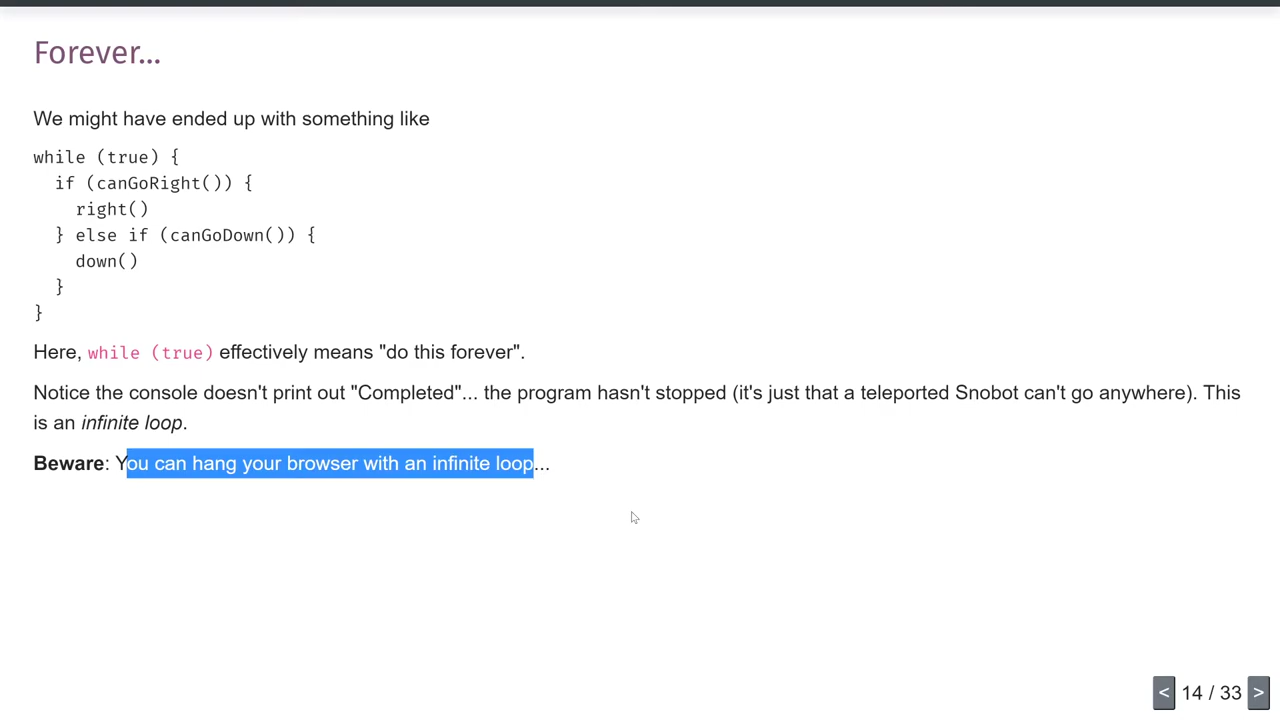 Forever...
We might have ended up with something like
while (true) {
  if (canGoRight()) {
    right()
  } else if (canGoDown()) {
    down()
  }
}
Here, while (true) effectively means "do this forever".
Notice the console doesn't print out "Completed"... the program hasn't stopped (it's just that a teleported Snobot can't go anywhere). This
is an infinite loop.
Beware: You can hang your browser with an infinite loop...
< 14 / 33 >